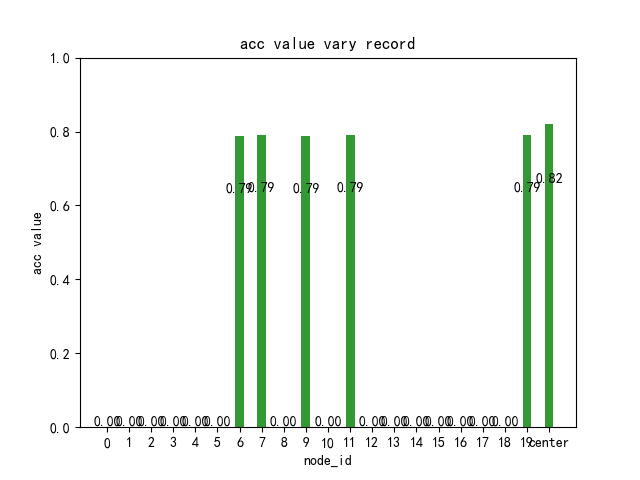 acc value vary record
1.0
0.8
0.6
0.4
0.2
0.0
acc value
0.79 0.79 0.79 0.79 0.79 0.82
0.00 0.00 0.00 0.00 0.00 0.00 0.00 0.00 0.00 0.00 0.00 0.00 0.00 0.00 0.00
0 1 2 3 4 5 6 7 8 9 10 11 12 13 14 15 16 17 18 19 center
node_id